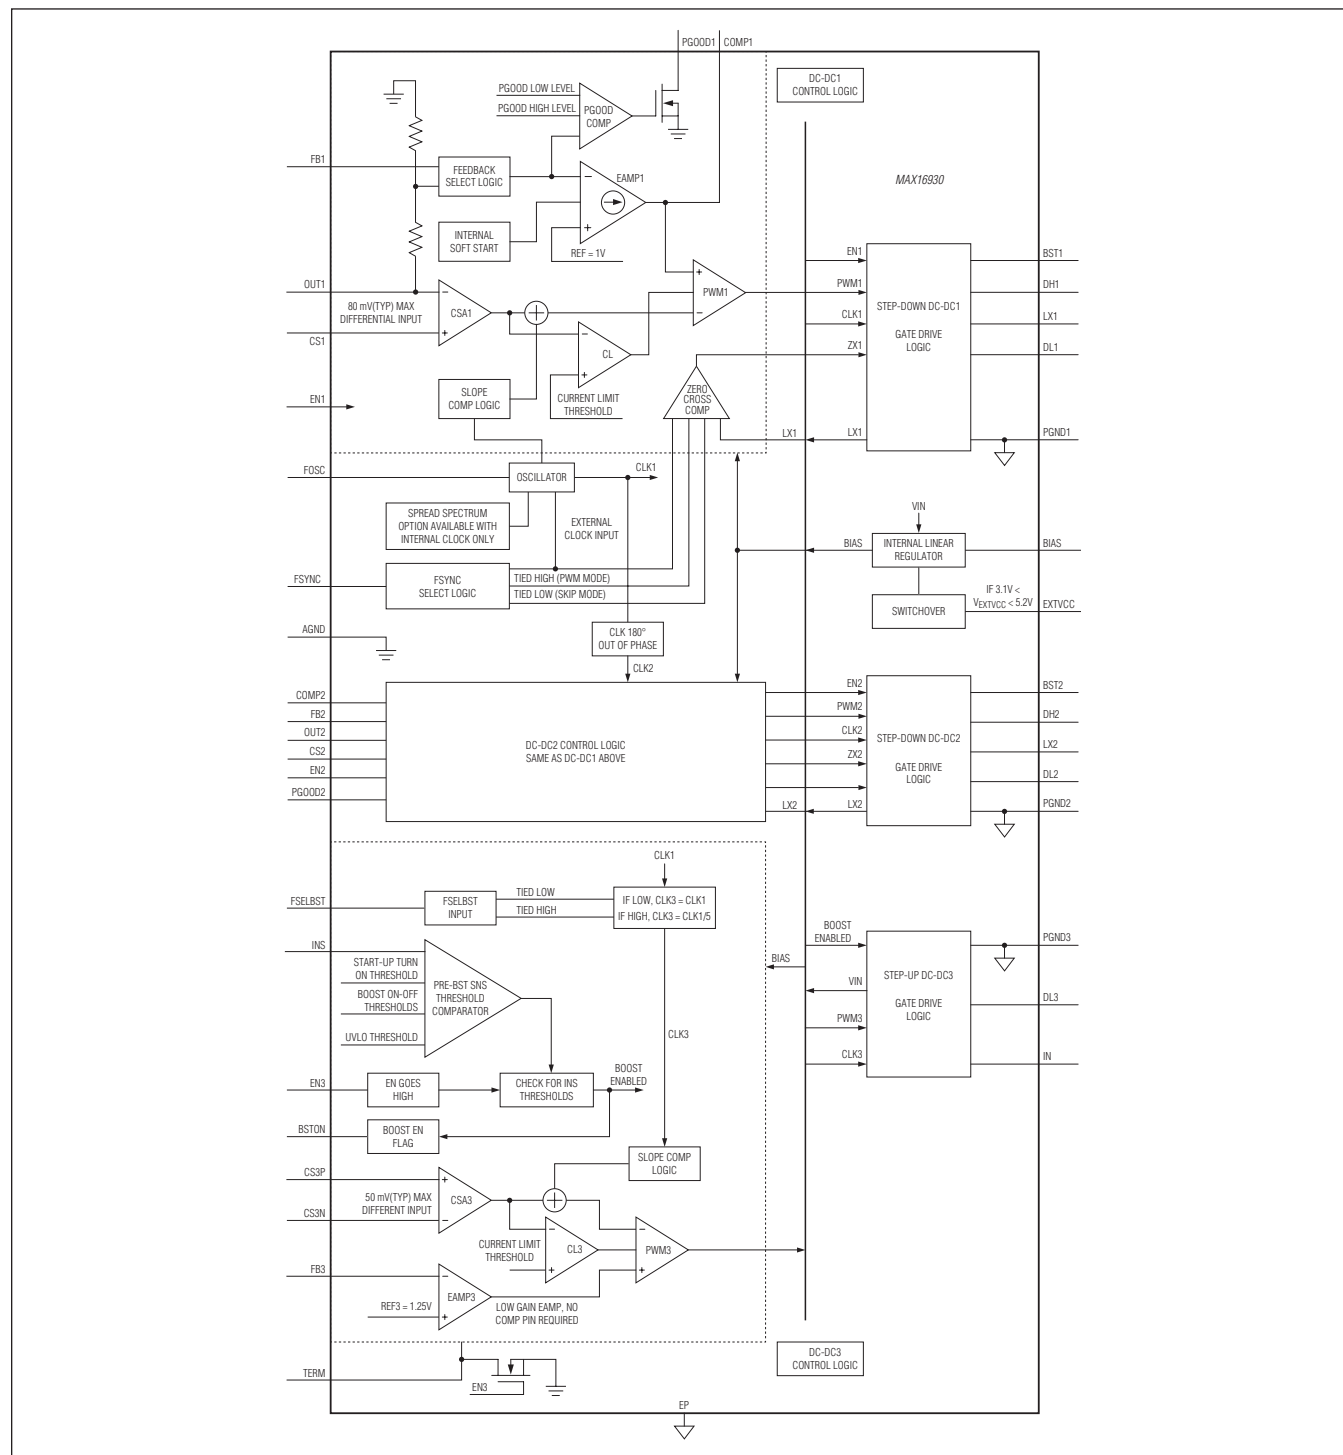 PGOOD1
COMP1
PGOOD LOW LEVEL
PGOOD HIGH LEVEL
PGOOD
COMP
DC-DC1
CONTROL LOGIC
FB1
FEEDBACK
SELECT LOGIC
EAMP1
−
+
INTERNAL
SOFT START
REF = 1V
MAX16930
OUT1
80 mV(TYP) MAX
DIFFERENTIAL INPUT
CS1
−
CSA1
+
+
−
CL
+
+
PWM1
−
SLOPE
COMP LOGIC
CURRENT LIMIT
THRESHOLD
ZERO
CROSS
COMP
EN1
EN1
PWM1
CLK1
ZX1
LX1
LX1
STEP-DOWN DC-DC1
GATE DRIVE
LOGIC
BST1
DH1
LX1
DL1
PGND1
FOSC
OSCILLATOR
CLK1
SPREAD SPECTRUM
OPTION AVAILABLE WITH
INTERNAL CLOCK ONLY
EXTERNAL
CLOCK INPUT
FSYNC
FSYNC
SELECT LOGIC
TIED HIGH (PWM MODE)
TIED LOW (SKIP MODE)
VIN
BIAS
INTERNAL LINEAR
REGULATOR
BIAS
SWITCHOVER
IF 3.1V <
VEXTVCC < 5.2V
EXTVCC
AGND
CLK 180°
OUT OF PHASE
CLK2
COMP2
FB2
OUT2
CS2
EN2
PGOOD2
DC-DC2 CONTROL LOGIC
SAME AS DC-DC1 ABOVE
EN2
PWM2
CLK2
ZX2
LX2
LX2
STEP-DOWN DC-DC2
GATE DRIVE
LOGIC
BST2
DH2
LX2
DL2
PGND2
CLK1
FSELBST
FSELBST
INPUT
TIED LOW
TIED HIGH
IF LOW, CLK3 = CLK1
IF HIGH, CLK3 = CLK1/5
INS
START-UP TURN
ON THRESHOLD
BOOST ON-OFF
THRESHOLDS
UVLO THRESHOLD
PRE-BST SNS
THRESHOLD
COMPARATOR
CLK3
BIAS
BOOST
ENABLED
VIN
PWM3
CLK3
STEP-UP DC-DC3
GATE DRIVE
LOGIC
PGND3
DL3
IN
EN3
EN GOES
HIGH
CHECK FOR INS
THRESHOLDS
BOOST
ENABLED
BSTON
BOOST EN
FLAG
SLOPE COMP
LOGIC
CS3P
50 mV(TYP) MAX
DIFFERENT INPUT
CS3N
+
CSA3
−
+
CURRENT LIMIT
THRESHOLD
−
CL3
+
−
PWM3
+
FB3
REF3 = 1.25V
−
EAMP3
+
LOW GAIN EAMP, NO
COMP PIN REQUIRED
TERM
EN3
DC-DC3
CONTROL LOGIC
EP